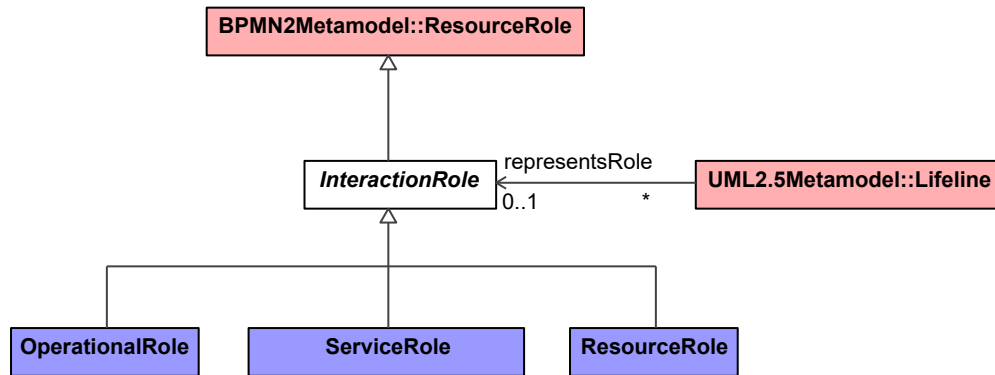 BPMN2Metamodel::ResourceRole
representsRole
InteractionRole
UML2.5Metamodel::Lifeline
0..1
*
OperationalRole
ServiceRole
ResourceRole